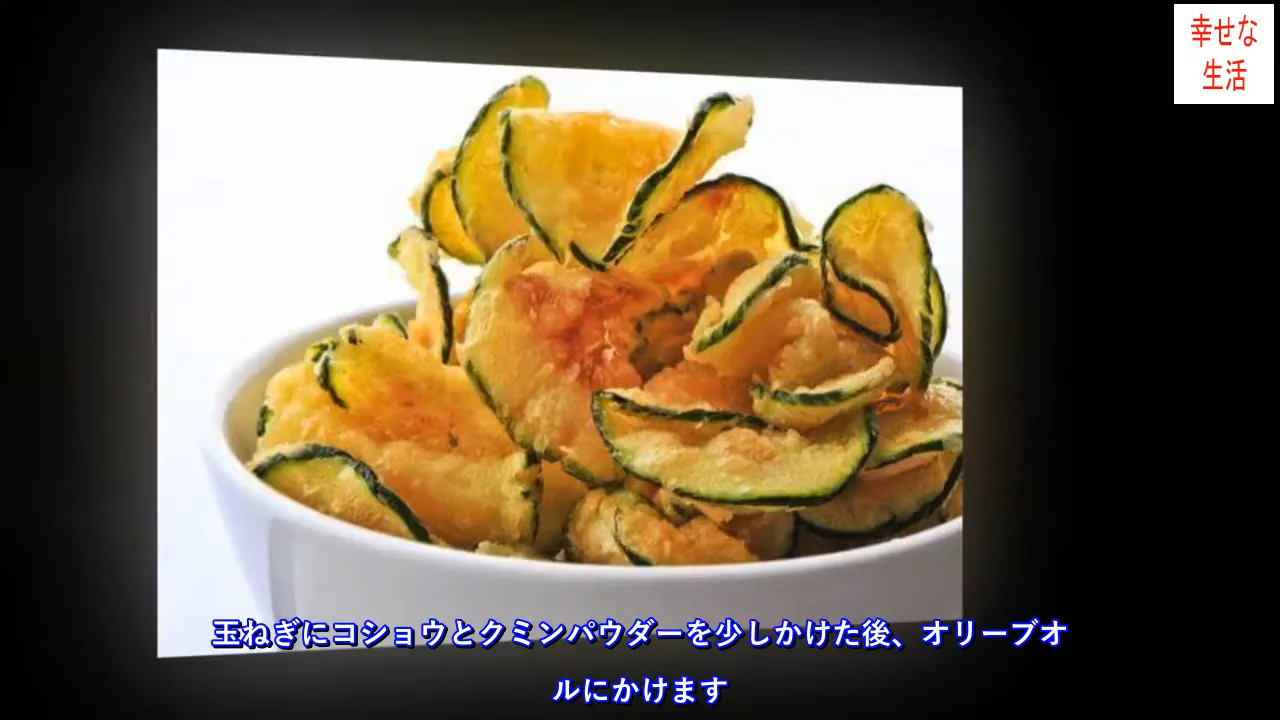 幸せな
生活
玉ねぎにコショウとクミンパウダーを少しかけた後、オリーブオ
ルにかけます